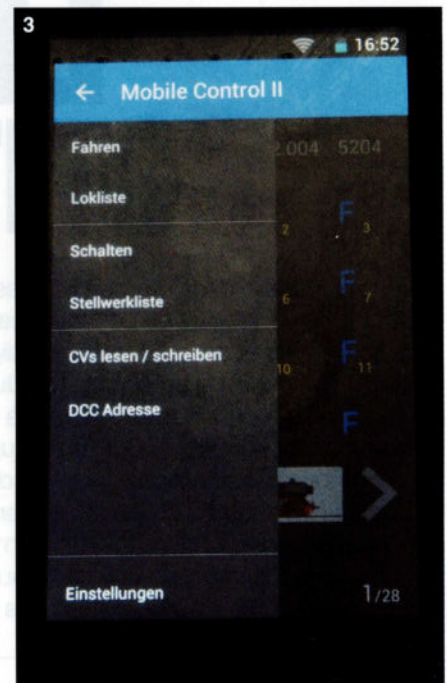 3
16:52
← Mobile Control II
Fahren
2.004 5204
Lokliste
F
2 3
Schalten
Stellwerkliste
F
6 7
CVs lesen / schreiben
F
10 11
DCC Adresse
F
Einstellungen
1/28